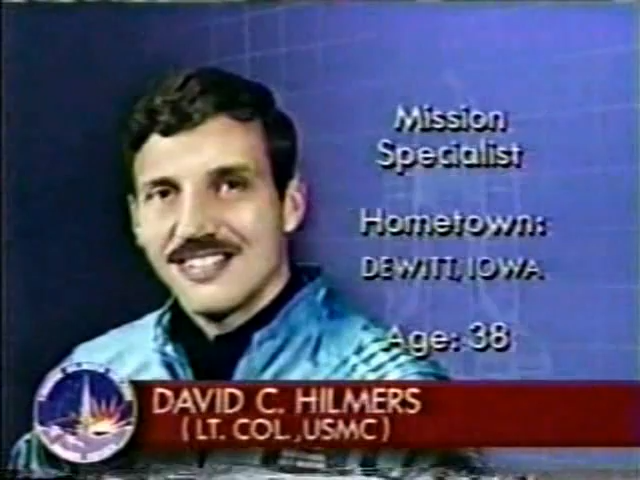 Mission
Specialist
Hometown:
DEWITT, IOWA
Age: 38
DAVID C. HILMERS
(LT. COL., USMC)